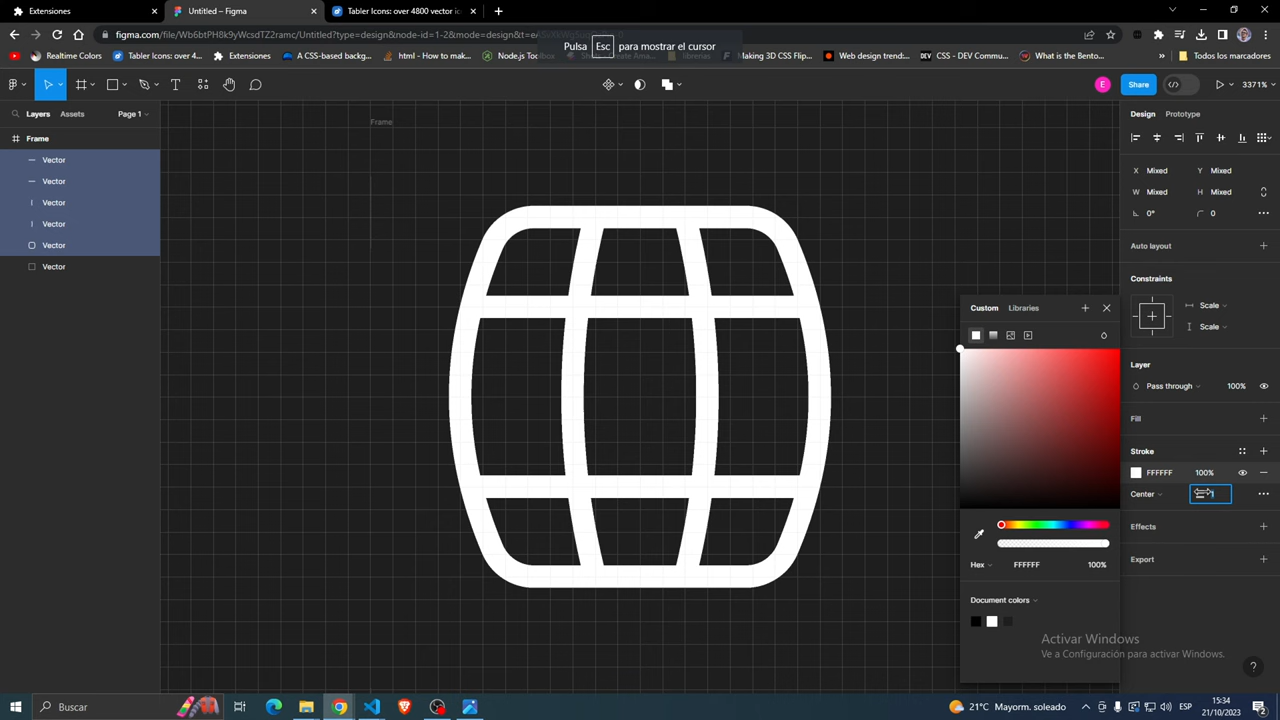 Extensions
Untitled – Figma
Tabler Icons: over 4800 vector ic
figma.com/file/Wb6btPH8k9yWcsdTZ2ramc/Untitled?type=design&node-id=1-2&mode=design&t=e
Pulsa Esc para mostrar el cursor
Realtime Colors
Tabler Icons: over 4...
Extensions
A CSS-based backg...
html - How to mak...
Node.js Toolbox
librerias
Making 3D CSS Flip...
Web design trend...
CSS - DEV Commu...
What is the Bento...
Todos los marcadores
E
Share
3371%
Layers
Assets
Page 1
Frame
Vector
Vector
Vector
Vector
Vector
Vector
Frame
Design
Prototype
X Mixed
Y Mixed
W Mixed
H Mixed
0°
0
Auto layout
Constraints
Scale
Scale
Layer
Pass through
100%
Fill
Stroke
FFFFFF
100%
Center
1
Effects
Export
Custom
Libraries
Hex
FFFFFF
100%
Document colors
Activar Windows
Ve a Configuración para activar Windows.
?
Buscar
21°C Mayorm. soleado
ESP
15:34
21/10/2023
2